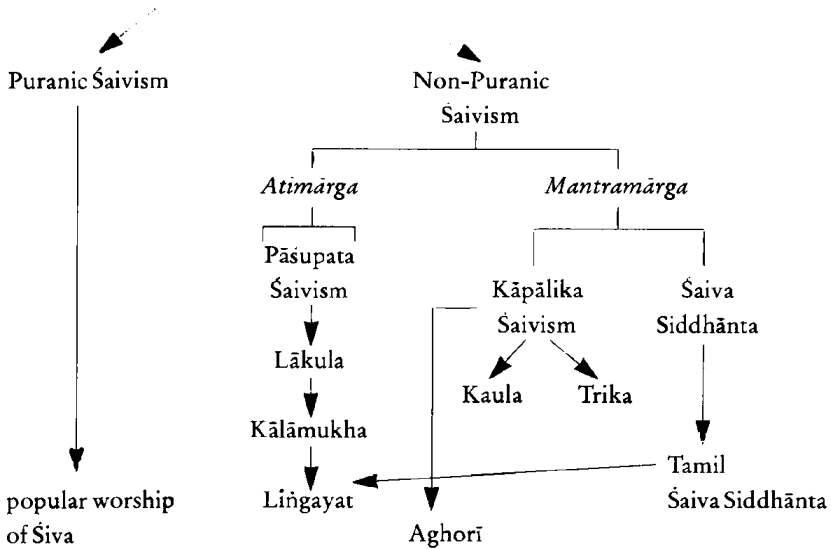 Puranic Śaivism
Non-Puranic
Śaivism
Atimārga
Mantramārga
Pāśupata
Śaivism
Kāpālika
Śaivism
Śaiva
Siddhānta
Lākula
Kaula
Trika
Kālāmukha
Liṅgayat
Tamil
Śaiva Siddhānta
popular worship
of Śiva
Aghorī